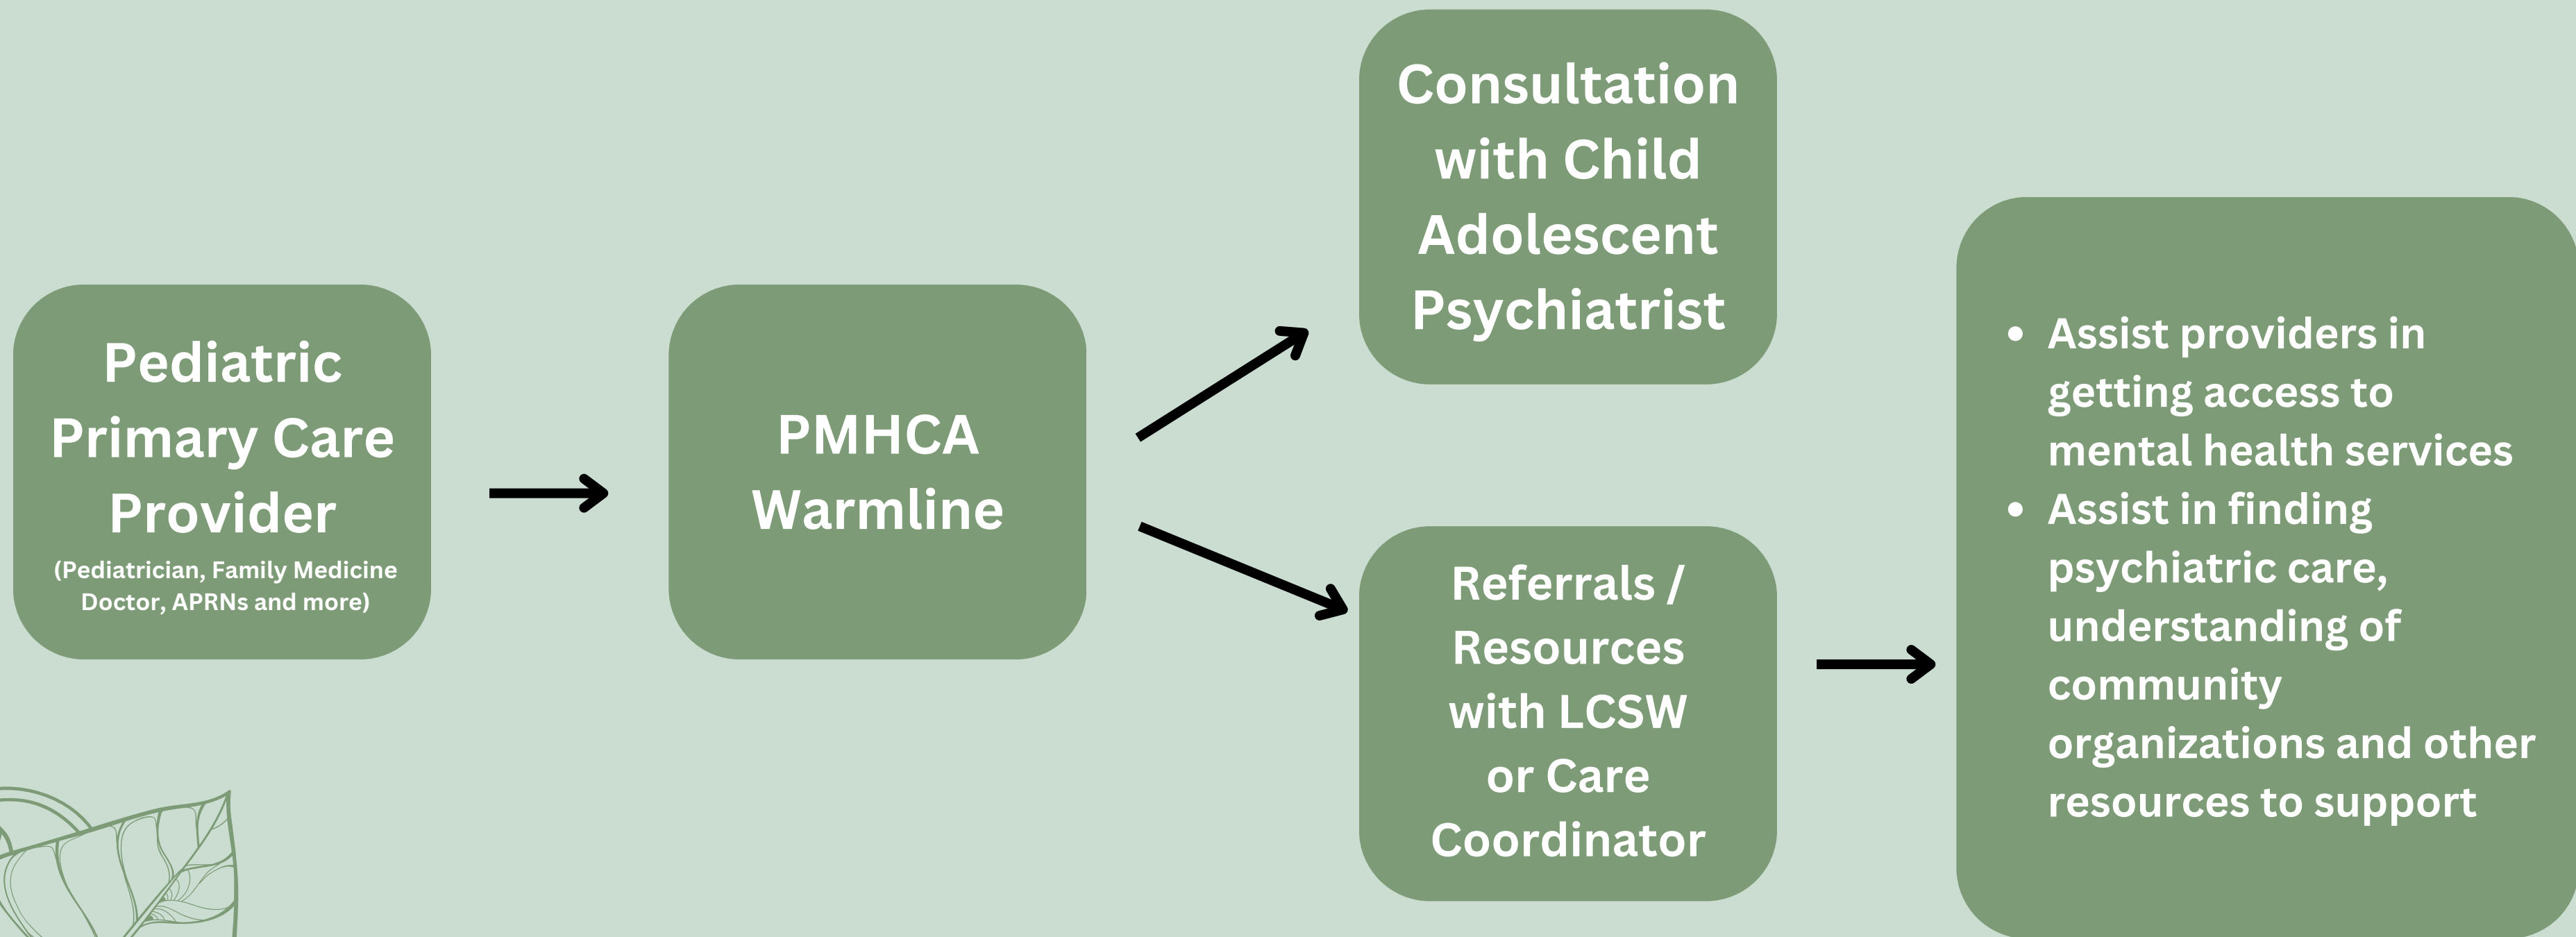 Pediatric
Primary Care
Provider
(Pediatrician, Family Medicine
Doctor, APRNs and more)
PMHCA
Warmline
Consultation
with Child
Adolescent
Psychiatrist
Referrals /
Resources
with LCSW
or Care
Coordinator
• Assist providers in
getting access to
mental health services
• Assist in finding
psychiatric care,
understanding of
community
organizations and other
resources to support